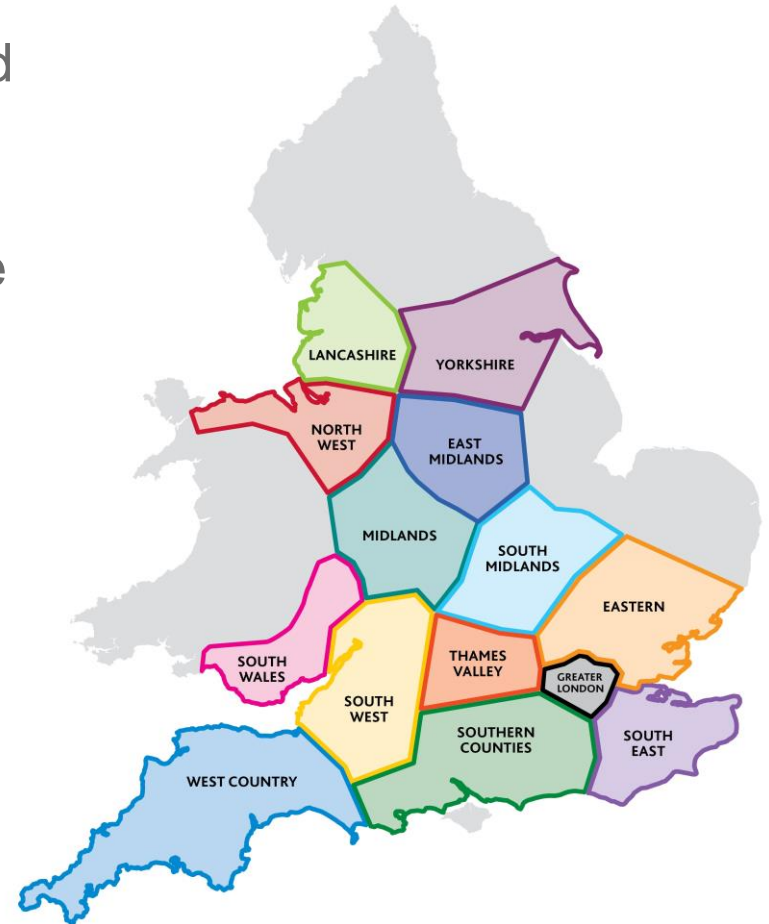 d
e
LANCASHIRE
YORKSHIRE
NORTH
WEST
EAST
MIDLANDS
MIDLANDS
SOUTH
MIDLANDS
EASTERN
SOUTH
WALES
THAMES
VALLEY
GREATER
LONDON
SOUTH
WEST
SOUTHERN
COUNTIES
SOUTH
EAST
WEST COUNTRY